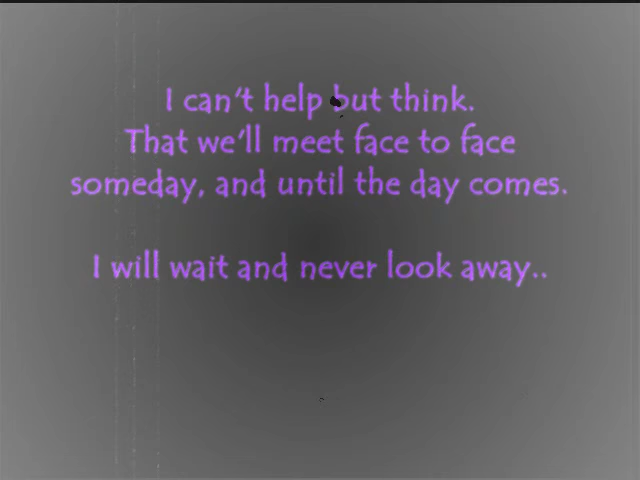 I can't help but think.
That we'll meet face to face
someday, and until the day comes.
I will wait and never look away..